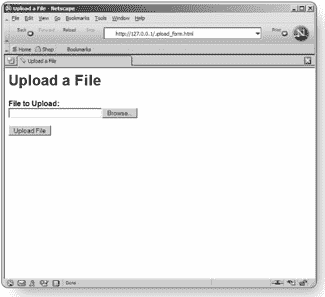 Upload a File - Netscape
File Edit View Go Bookmarks Tools Window Help
Back Forward Reload Stop http://127.0.0.1/upload_form.html Print
Home Shop Bookmarks
Upload a File
Upload a File
File to Upload:
Browse..
Upload File
Done